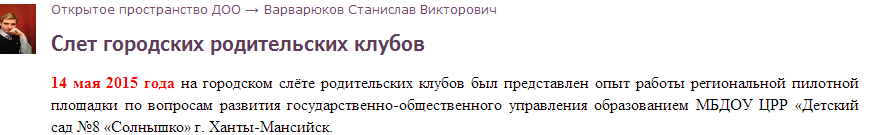 Открытое пространство ДОО → Варварюков Станислав Викторович
Слет городских родительских клубов
14 мая 2015 года на городском слёте родительских клубов был представлен опыт работы региональной пилотной
площадки по вопросам развития государственно-общественного управления образованием МБДОУ ЦРР «Детский
сад №8 «Солнышко» г. Ханты-Мансийск.